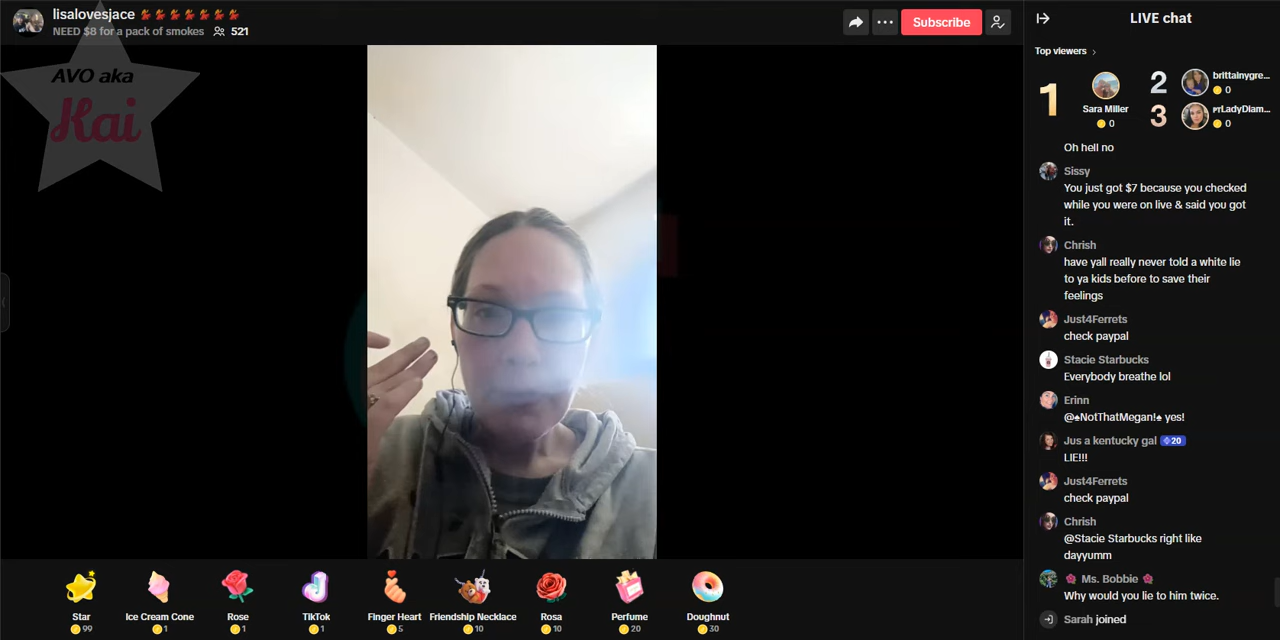 lisalovesjace
NEED $8 for a pack of smokes 521
Subscribe
AVO aka
Kai
LIVE chat
Top viewers
1
Sara Miller
0
2
brittainygre...
0
3
PTLadyDiam...
0
Oh hell no
Sissy
You just got $7 because you checked
while you were on live & said you got
it.
Chrish
have yall really never told a white lie
to ya kids before to save their
feelings
Just4Ferrets
check paypal
Stacie Starbucks
Everybody breathe lol
Erinn
@♠NotThatMegan!♠ yes!
Jus a kentucky gal 20
LIE!!!
Just4Ferrets
check paypal
Chrish
@Stacie Starbucks right like
dayyumm
🌺 Ms. Bobbie 🌺
Why would you lie to him twice.
Sarah joined
Star
99
Ice Cream Cone
1
Rose
1
TikTok
1
Finger Heart
5
Friendship Necklace
10
Rosa
10
Perfume
20
Doughnut
30